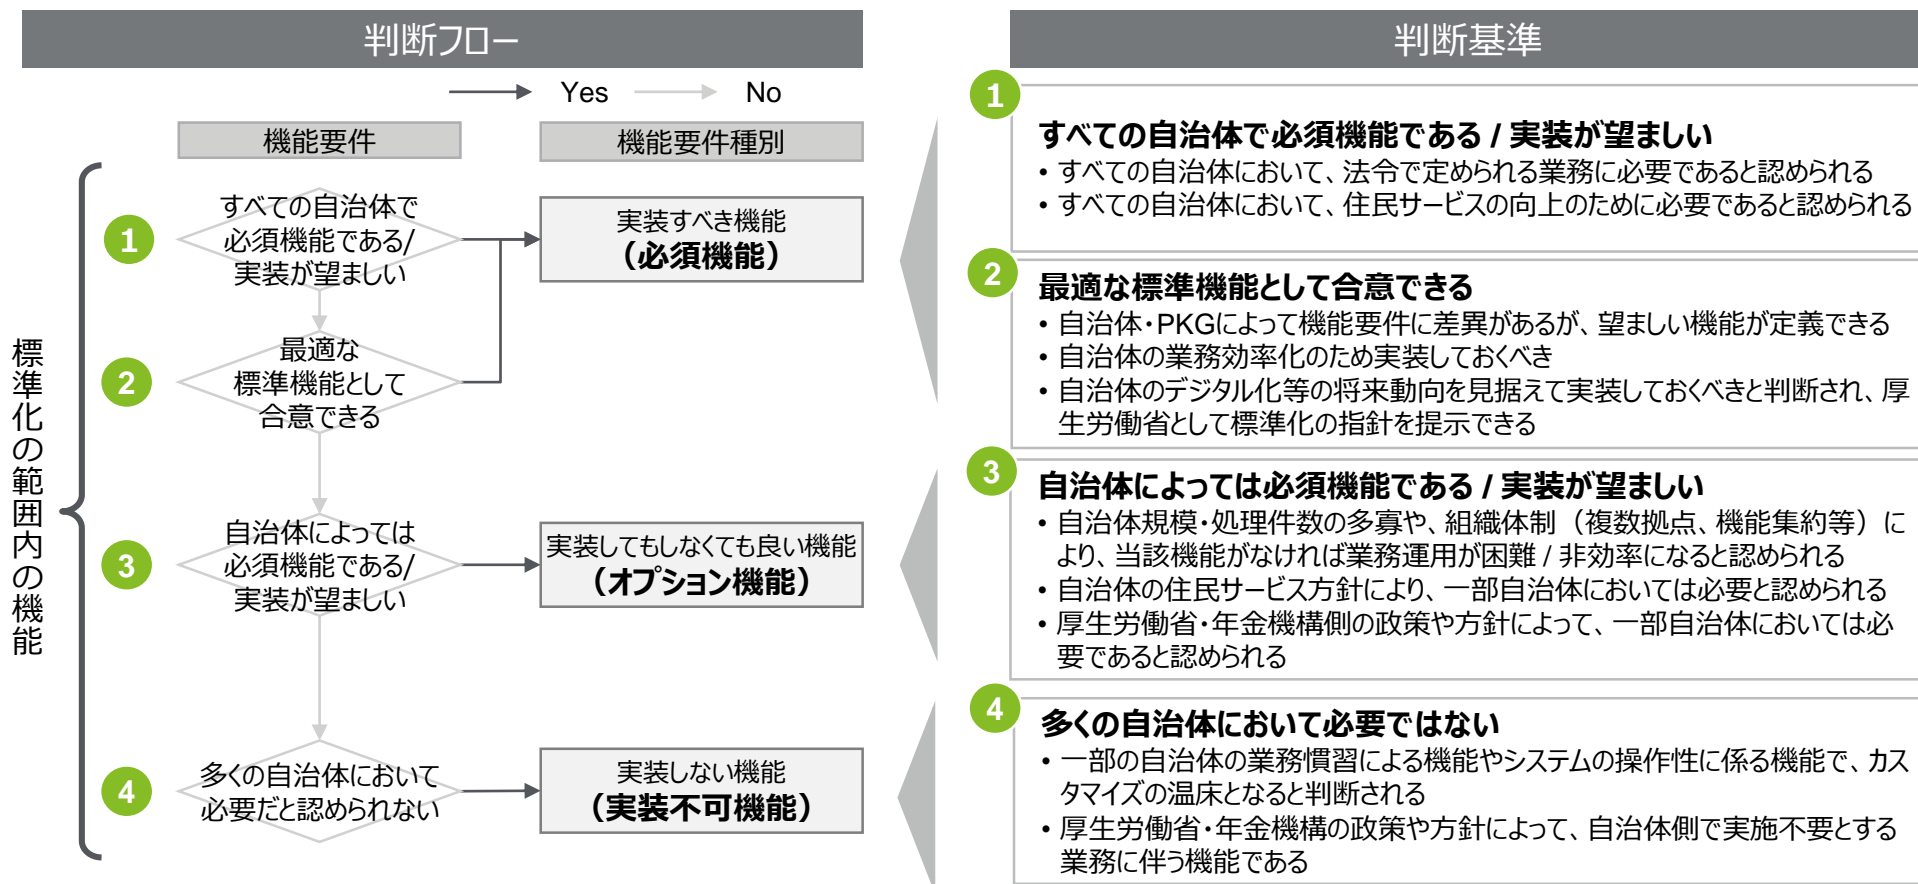 判断フロー
Yes
No
機能要件
機能要件種別
標準化の範囲内の機能
1
すべての自治体で
必須機能である/
実装が望ましい
実装すべき機能
（必須機能）
2
最適な
標準機能として
合意できる
3
自治体によっては
必須機能である/
実装が望ましい
実装してもしなくても良い機能
（オプション機能）
4
多くの自治体において
必要だと認められない
実装しない機能
（実装不可機能）
判断基準
1
すべての自治体で必須機能である / 実装が望ましい
• すべての自治体において、法令で定められる業務に必要であると認められる
• すべての自治体において、住民サービスの向上のために必要であると認められる
2
最適な標準機能として合意できる
• 自治体・PKGによって機能要件に差異があるが、望ましい機能が定義できる
• 自治体の業務効率化のため実装しておくべき
• 自治体のデジタル化等の将来動向を見据えて実装しておくべきと判断され、厚
生労働省として標準化の指針を提示できる
3
自治体によっては必須機能である / 実装が望ましい
• 自治体規模・処理件数の多寡や、組織体制（複数拠点、機能集約等）に
より、当該機能がなければ業務運用が困難 / 非効率になると認められる
• 自治体の住民サービス方針により、一部自治体においては必要と認められる
• 厚生労働省・年金機構側の政策や方針によって、一部自治体においては必
要であると認められる
4
多くの自治体において必要ではない
• 一部の自治体の業務慣習による機能やシステムの操作性に係る機能で、カス
タマイズの温床となると判断される
• 厚生労働省・年金機構の政策や方針によって、自治体側で実施不要とする
業務に伴う機能である